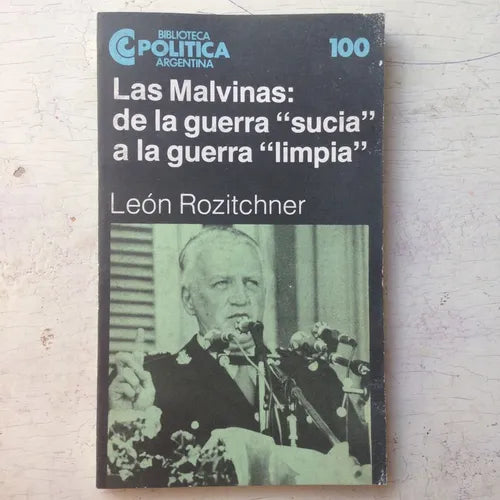 BIBLIOTECA
POLITICA
ARGENTINA
100
Las Malvinas:
de la guerra “sucia”
a la guerra “limpia”
León Rozitchner